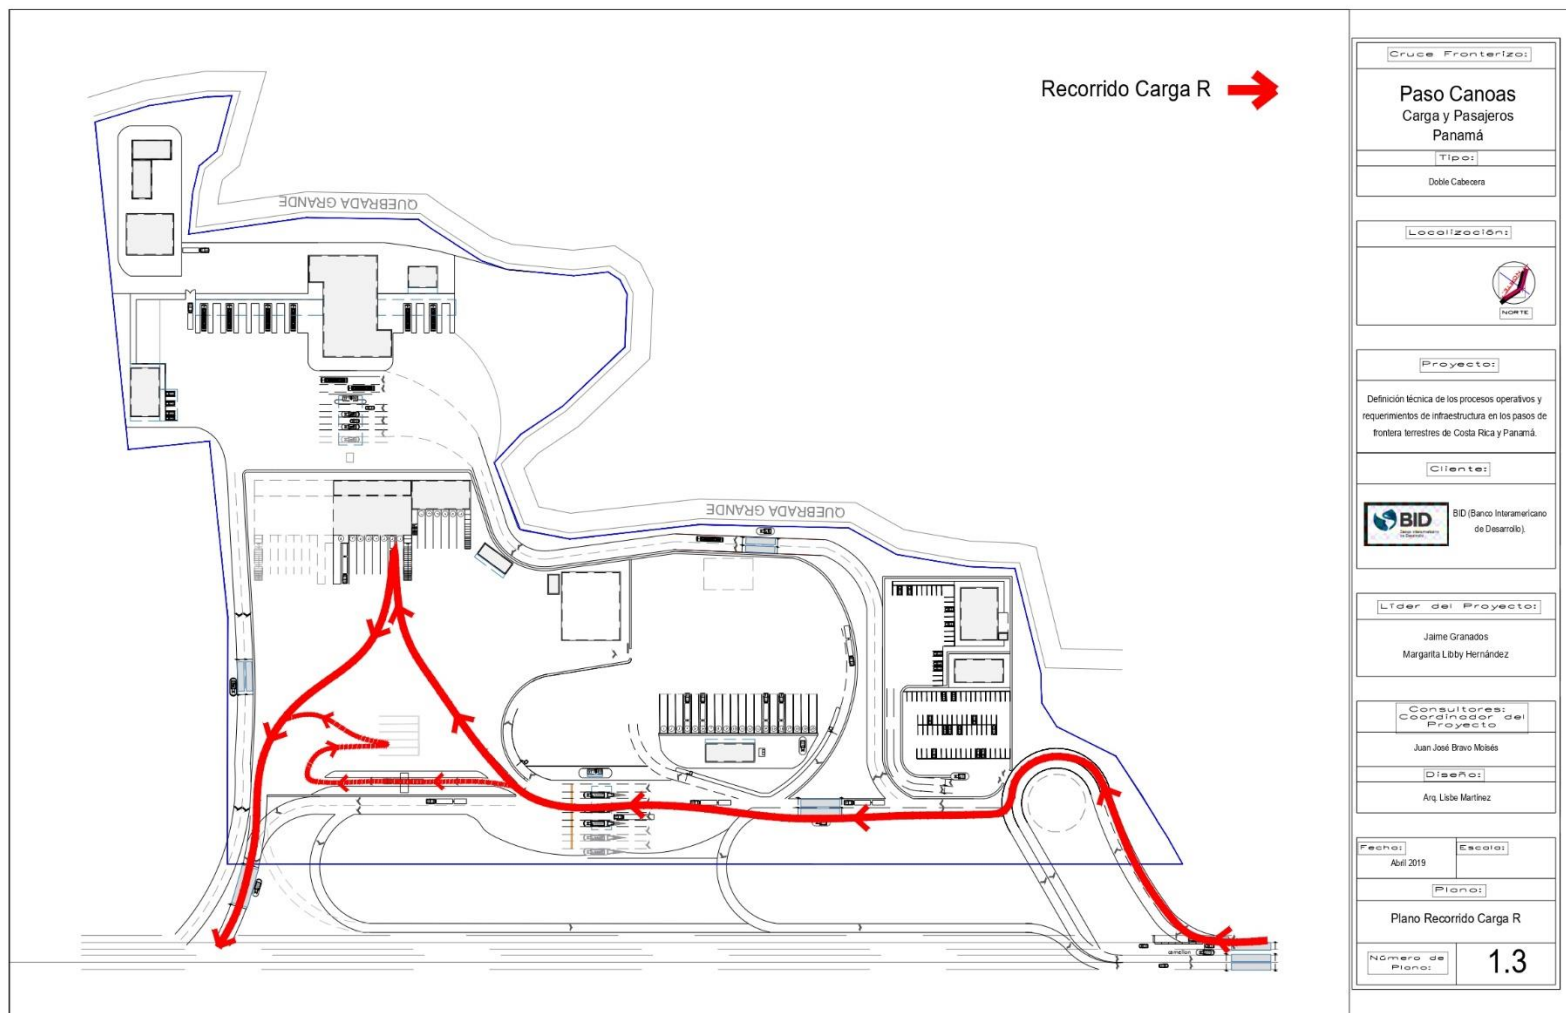 Recorrido Carga R
QUEBRADA GRANDE
QUEBRADA GRANDE
camellon
Cruce Fronterizo:
Paso Canoas
Carga y Pasajeros
Panamá
Tipo:
Doble Cabecera
Localización:
NORTE
Proyecto:
Definición técnica de los procesos operativos y
requerimientos de infraestructura en los pasos de
frontera terrestres de Costa Rica y Panamá.
Cliente:
BID
BID (Banco Interamericano
de Desarrollo).
Líder del Proyecto:
Jaime Granados
Margarita Libby Hernández
Consultores:
Coordinador del
Proyecto
Juan José Bravo Moisés
Diseño:
Arq. Lisbe Martínez
Fecha:
Abril 2019
Escala:
Plano:
Plano Recorrido Carga R
Número de
Plano:
1.3